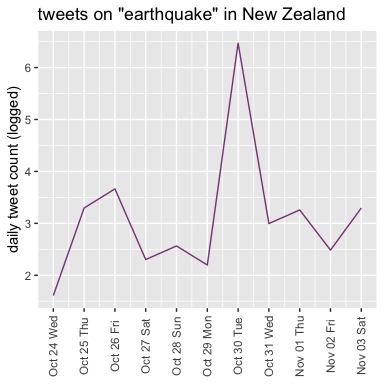 tweets on "earthquake" in New Zealand
daily tweet count (logged)
6
5
4
3
2
Oct 24 Wed
Oct 25 Thu
Oct 26 Fri
Oct 27 Sat
Oct 28 Sun
Oct 29 Mon
Oct 30 Tue
Oct 31 Wed
Nov 01 Thu
Nov 02 Fri
Nov 03 Sat